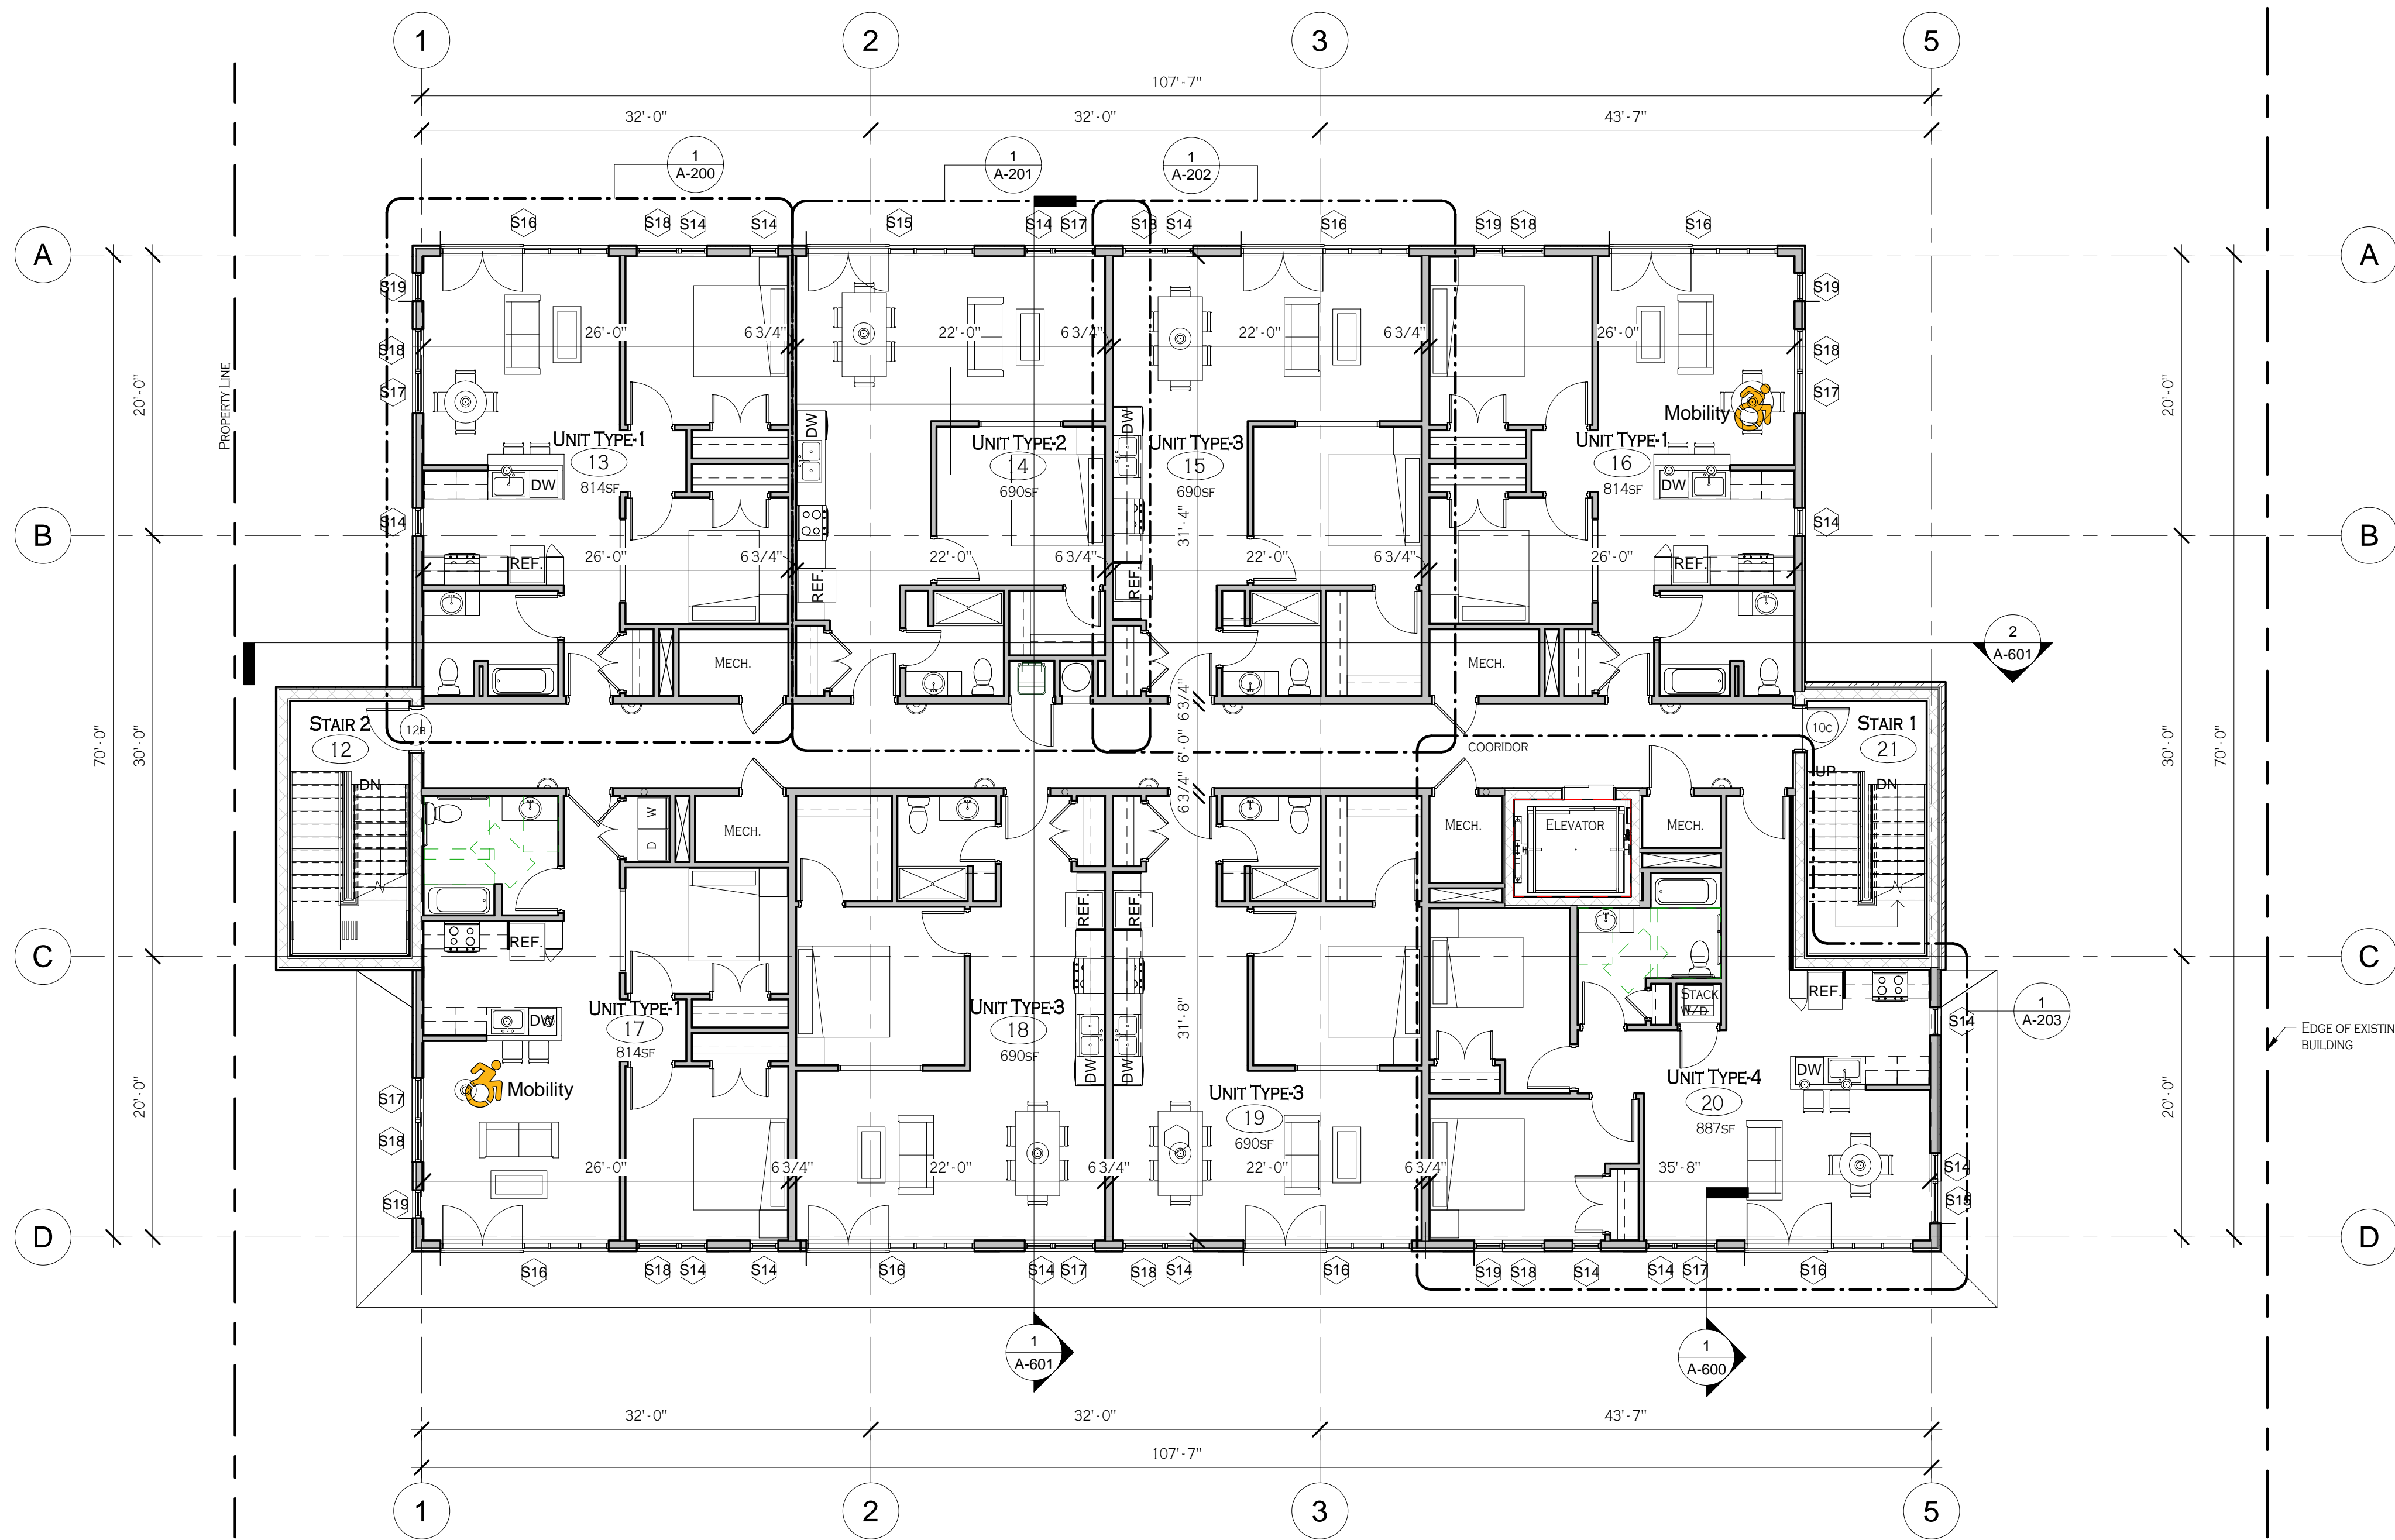 1
2
3
5
107'-7"
32'-0"
32'-0"
43'-7"
1
A-200
1
A-201
1
A-202
S16
S18
S14
S14
S15
S14
S17
S18
S14
S16
S19
S18
S16
A
A
S19
S19
S18
S18
S17
S17
26'-0"
6 3/4"
22'-0"
6 3/4"
22'-0"
6 3/4"
26'-0"
20'-0"
20'-0"
PROPERTY LINE
Mobility
DW
DW
UNIT TYPE-1
13
814SF
UNIT TYPE-2
14
690SF
UNIT TYPE-3
15
690SF
UNIT TYPE-1
16
814SF
DW
DW
S14
S14
31'-4"
B
B
26'-0"
6 3/4"
22'-0"
6 3/4"
22'-0"
6 3/4"
26'-0"
REF.
REF.
REF.
REF.
2
A-601
MECH.
MECH.
6 3/4"
6'-0"
6 3/4"
STAIR 2
12
12B
10C
STAIR 1
21
COORIDOR
70'-0"
30'-0"
30'-0"
70'-0"
DN
UP
DN
W
D
MECH.
MECH.
ELEVATOR
MECH.
REF.
REF.
REF.
REF.
C
C
STACK
W/D
1
A-203
S14
EDGE OF EXISTIN
BUILDING
UNIT TYPE-1
17
814SF
DW
UNIT TYPE-3
18
690SF
31'-8"
DW
DW
DW
UNIT TYPE-3
19
690SF
UNIT TYPE-4
20
887SF
Mobility
S17
S18
S19
20'-0"
20'-0"
26'-0"
6 3/4"
22'-0"
6 3/4"
22'-0"
6 3/4"
35'-8"
S14
S15
D
D
S16
S18
S14
S14
S16
S14
S17
S18
S14
S16
S19
S18
S14
S14
S17
S16
1
A-601
1
A-600
32'-0"
32'-0"
43'-7"
107'-7"
1
2
3
5